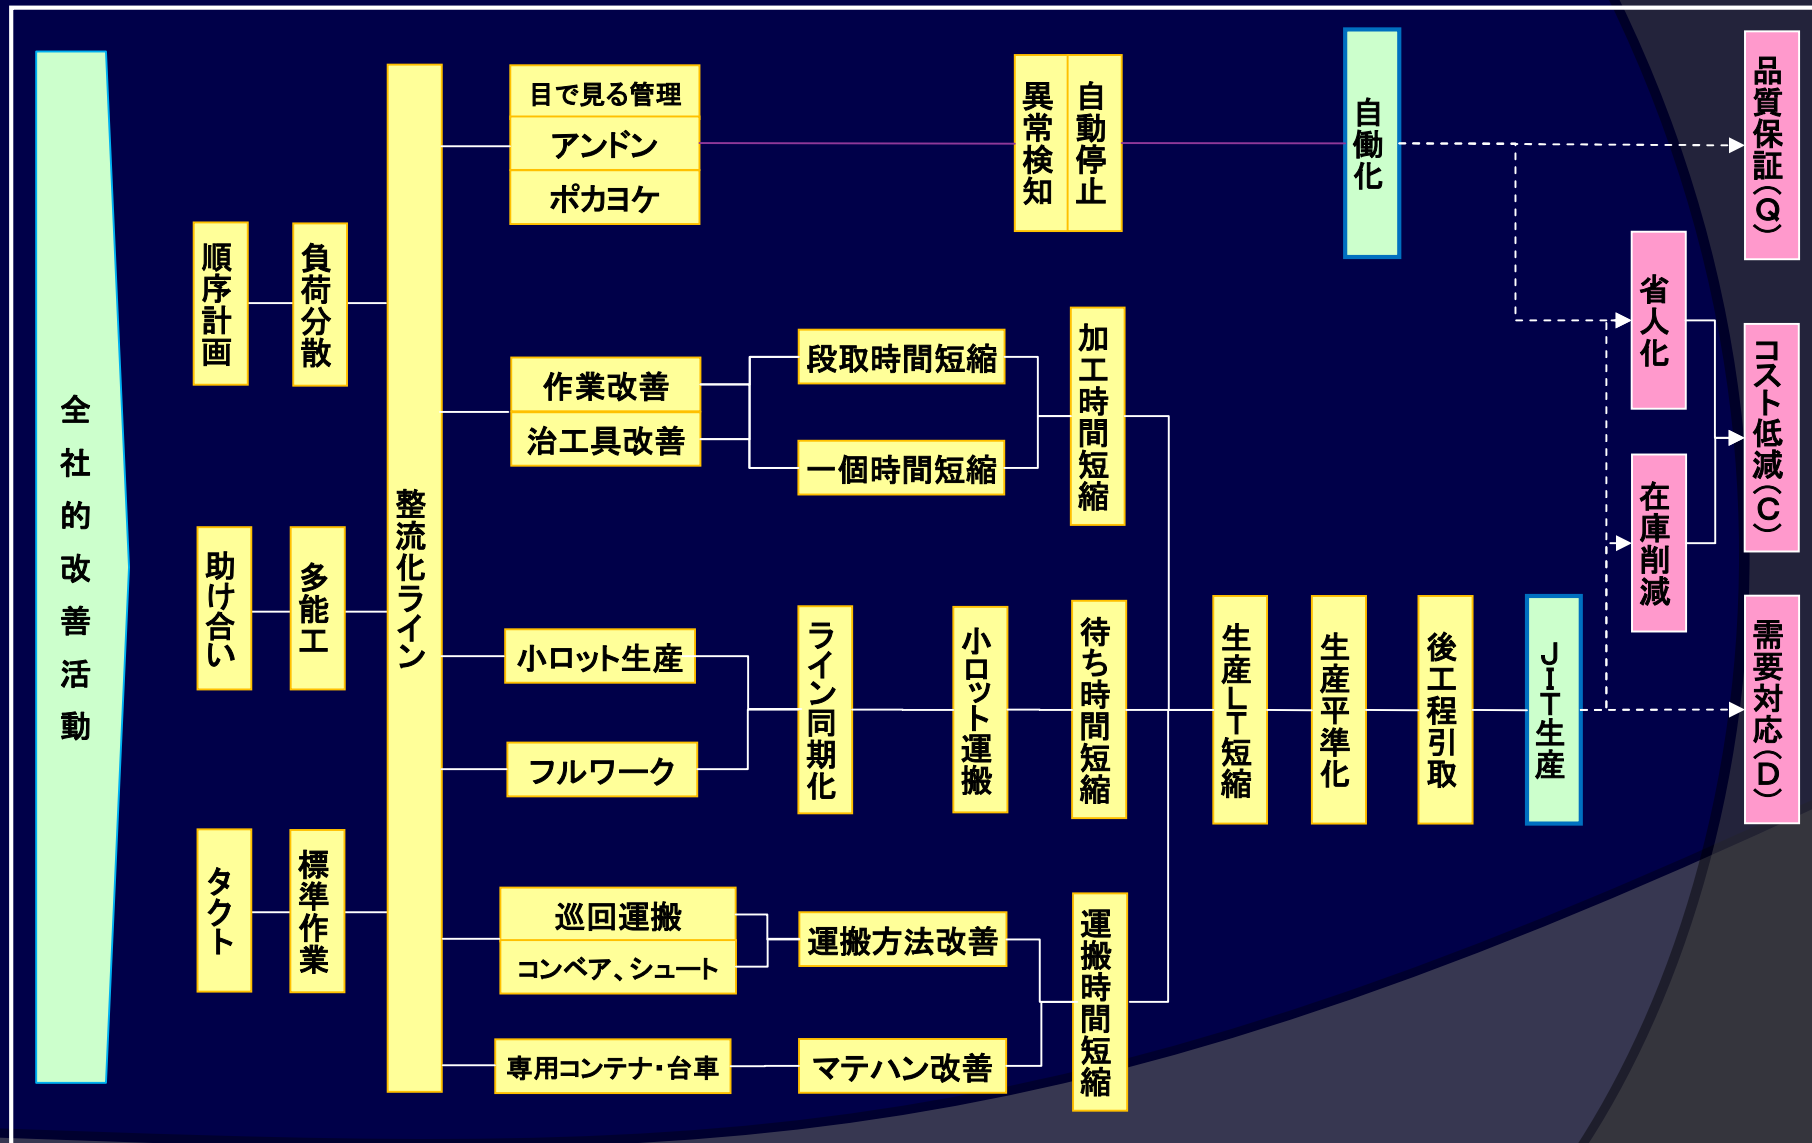 全社的改善活動
順序計画
負荷分散
助け合い
多能工
タクト
標準作業
整流化ライン
目で見る管理
アンドン
ポカヨケ
異常検知
自動停止
自働化
作業改善
治工具改善
段取時間短縮
一個時間短縮
加工時間短縮
小ロット生産
フルワーク
ライン同期化
小ロット運搬
待ち時間短縮
生産LT短縮
生産平準化
後工程引取
JIT生産
巡回運搬
コンベア、シュート
運搬方法改善
専用コンテナ・台車
マテハン改善
運搬時間短縮
省人化
在庫削減
品質保証(Q)
コスト低減(C)
需要対応(D)